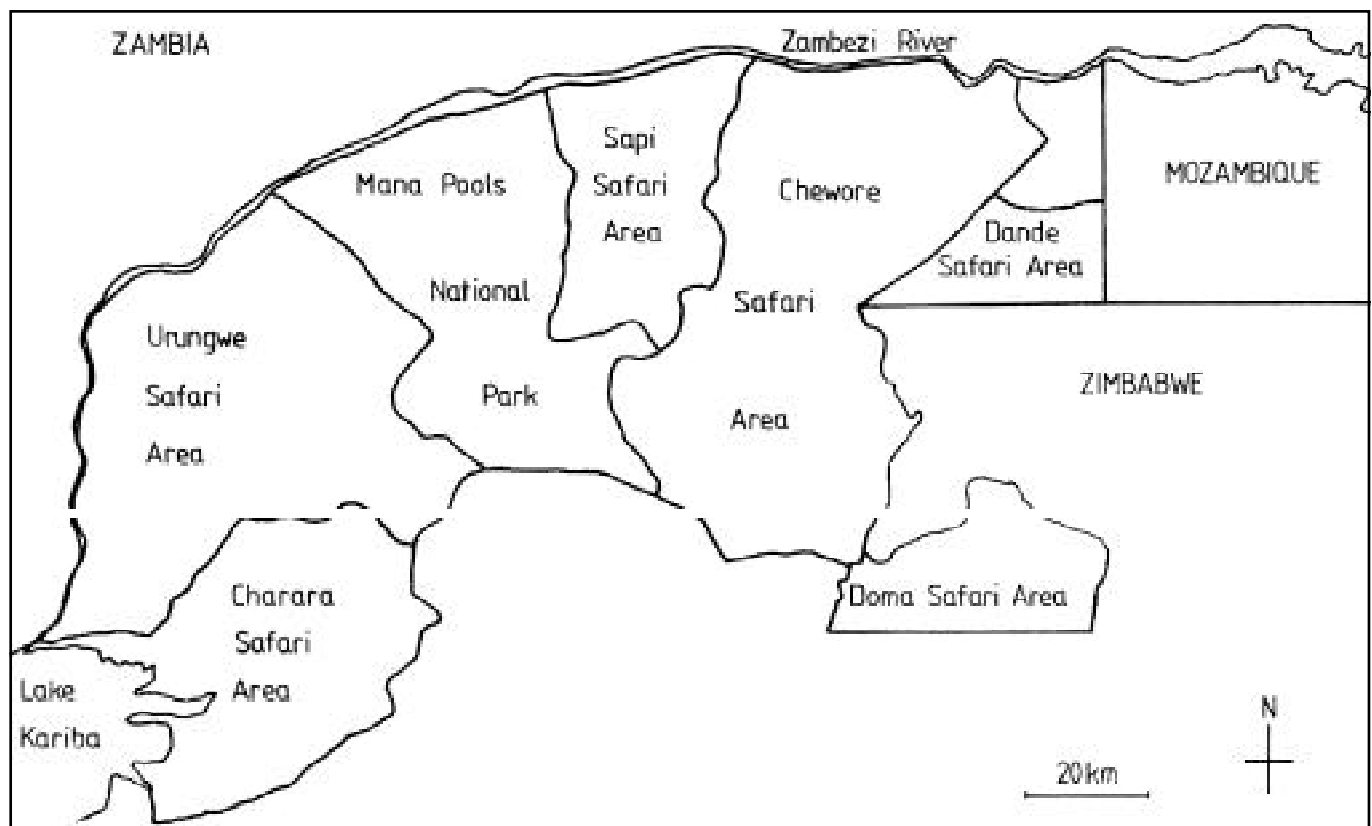 ZAMBIA
Zambezi River
Mana Pools
National
Park
Sapi
Safari
Area
Chewore
Safari
Area
MOZAMBIQUE
Dande
Safari Area
Urungwe
Safari
Area
ZIMBABWE
Charara
Safari
Area
Doma Safari Area
Lake
Kariba
N
20km